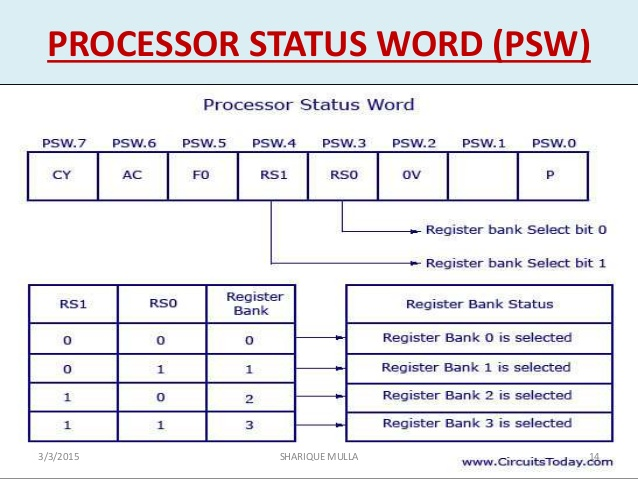 PROCESSOR STATUS WORD (PSW)
Processor Status Word
PSW.7 PSW.6 PSW.5 PSW.4 PSW.3 PSW.2 PSW.1 PSW.0
CY AC F0 RS1 RS0 0V P
Register bank Select bit 0
Register bank Select bit 1
RS1 RS0 Register Bank Register Bank Status
0 0 0 Register Bank 0 is selected
0 1 1 Register Bank 1 is selected
1 0 2 Register Bank 2 is selected
1 1 3 Register Bank 3 is selected
3/3/2015 SHARIQUE MULLA 14
www.CircuitsToday.com